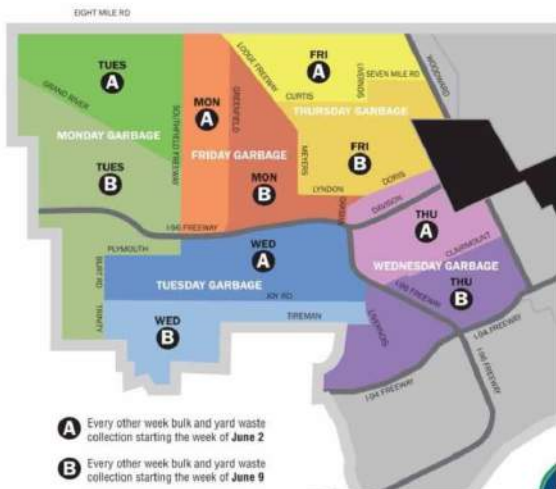 EIGHT MILE RD
TUES
A
GRAND RIVER
MONDAY GARBAGE
TUES
B
SOUTHFIELD FREEWAY
MON
A
GREENFIELD
LODGE FREEWAY
FRIDAY GARBAGE
MON
B
FRI
A
LIVERNOIS
SEVEN MILE RD
CURTIS
THURSDAY GARBAGE
MEYERS
FRI
B
LYNDON
DORIS
DIVISION
THU
A
CLAIRMOUNT
WEDNESDAY GARBAGE
I-96 FREEWAY
THU
B
I-96 FREEWAY
PLYMOUTH
BURT RD
TRINITY
WED
A
TUESDAY GARBAGE
JOY RD
WED
B
TIREMAN
LIVERNOIS
I-94 FREEWAY
I-94 FREEWAY
I-96 FREEWAY
A Every other week bulk and yard waste
collection starting the week of June 2
B Every other week bulk and yard waste
collection starting the week of June 9